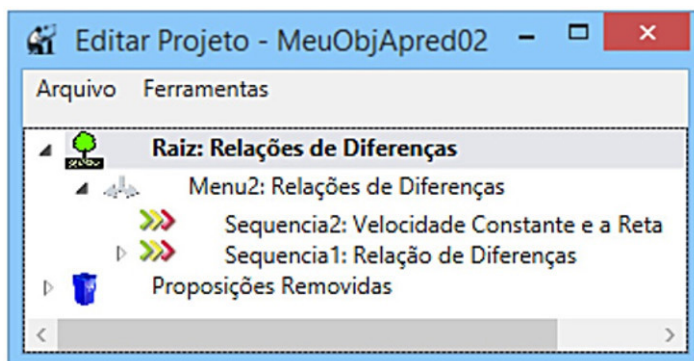 Editar Projeto - MeuObjApred02
Arquivo Ferramentas
Raiz: Relações de Diferenças
Menu2: Relações de Diferenças
Sequencia2: Velocidade Constante e a Reta
Sequencia1: Relação de Diferenças
Proposições Removidas